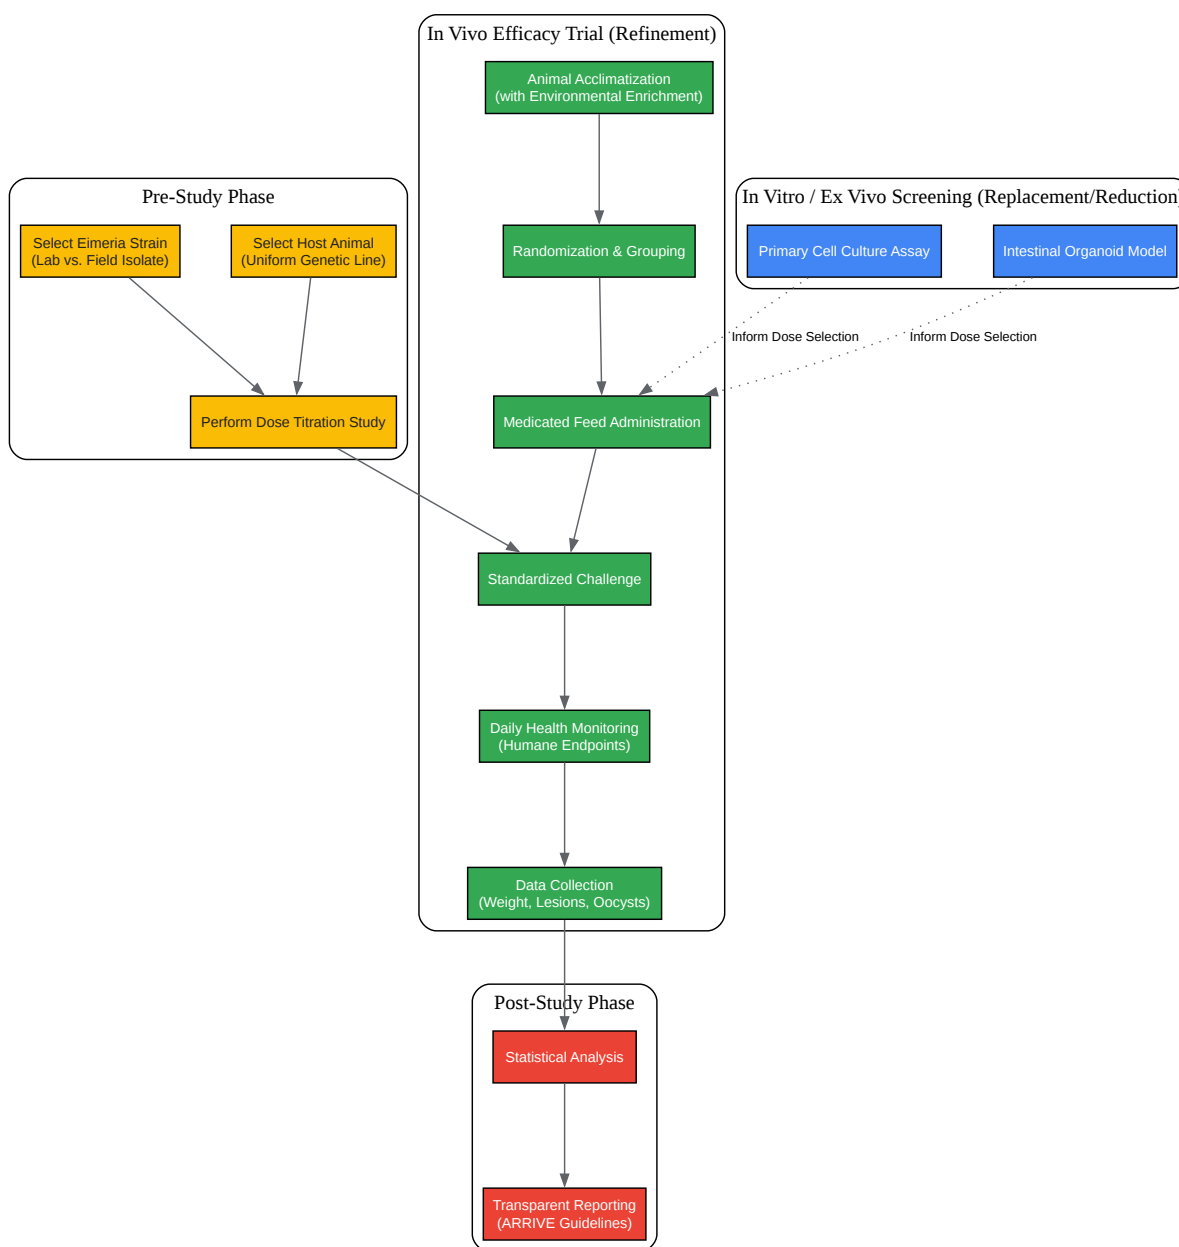 In Vivo Efficacy Trial (Refinement)
Animal Acclimatization
(with Environmental Enrichment)
Pre-Study Phase
In Vitro / Ex Vivo Screening (Replacement/Reduction)
Select Eimeria Strain
(Lab vs. Field Isolate)
Select Host Animal
(Uniform Genetic Line)
Randomization & Grouping
Primary Cell Culture Assay
Intestinal Organoid Model
Inform Dose Selection
Inform Dose Selection
Perform Dose Titration Study
Medicated Feed Administration
Standardized Challenge
Daily Health Monitoring
(Humane Endpoints)
Data Collection
(Weight, Lesions, Oocysts)
Post-Study Phase
Statistical Analysis
Transparent Reporting
(ARRIVE Guidelines)